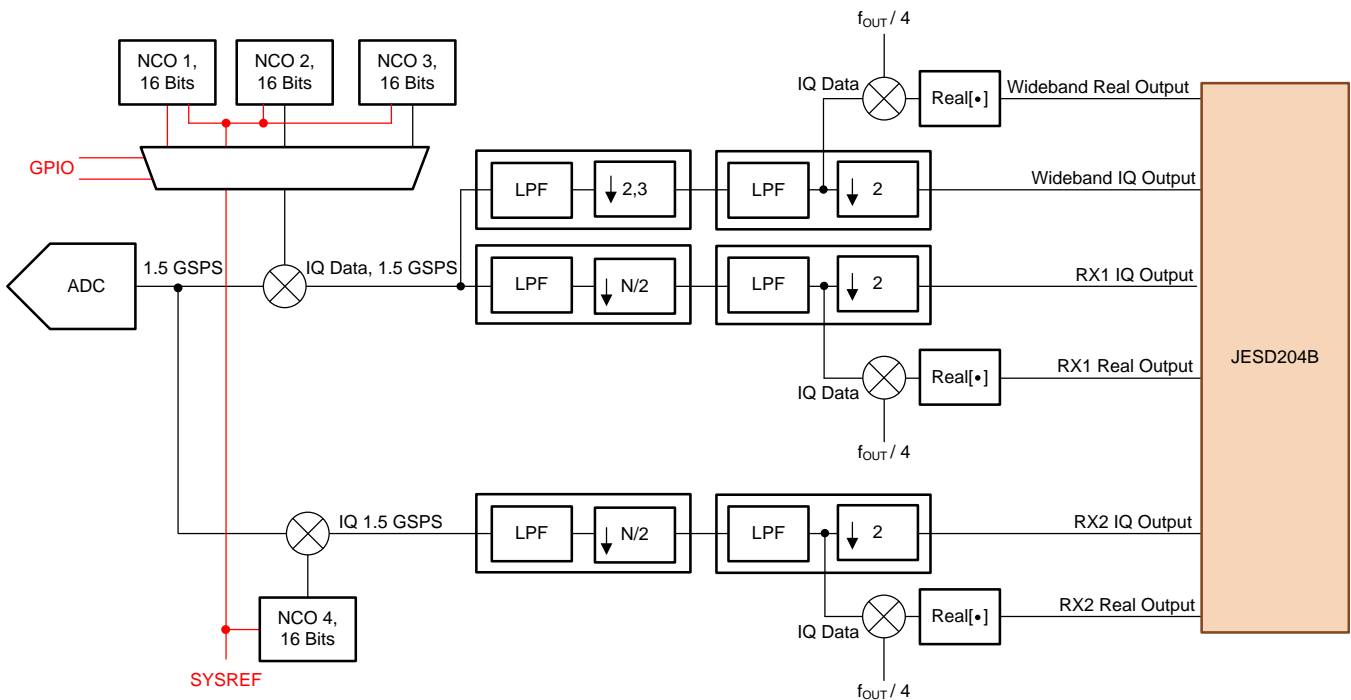 f_OUT / 4
NCO 1,
16 Bits
NCO 2,
16 Bits
NCO 3,
16 Bits
IQ Data
Real[•]
Wideband Real Output
GPIO
LPF
2,3
LPF
2
Wideband IQ Output
ADC
1.5 GSPS
IQ Data, 1.5 GSPS
LPF
N/2
LPF
2
RX1 IQ Output
JESD204B
IQ Data
Real[•]
RX1 Real Output
f_OUT / 4
IQ 1.5 GSPS
LPF
N/2
LPF
2
RX2 IQ Output
NCO 4,
16 Bits
IQ Data
Real[•]
RX2 Real Output
SYSREF
f_OUT / 4